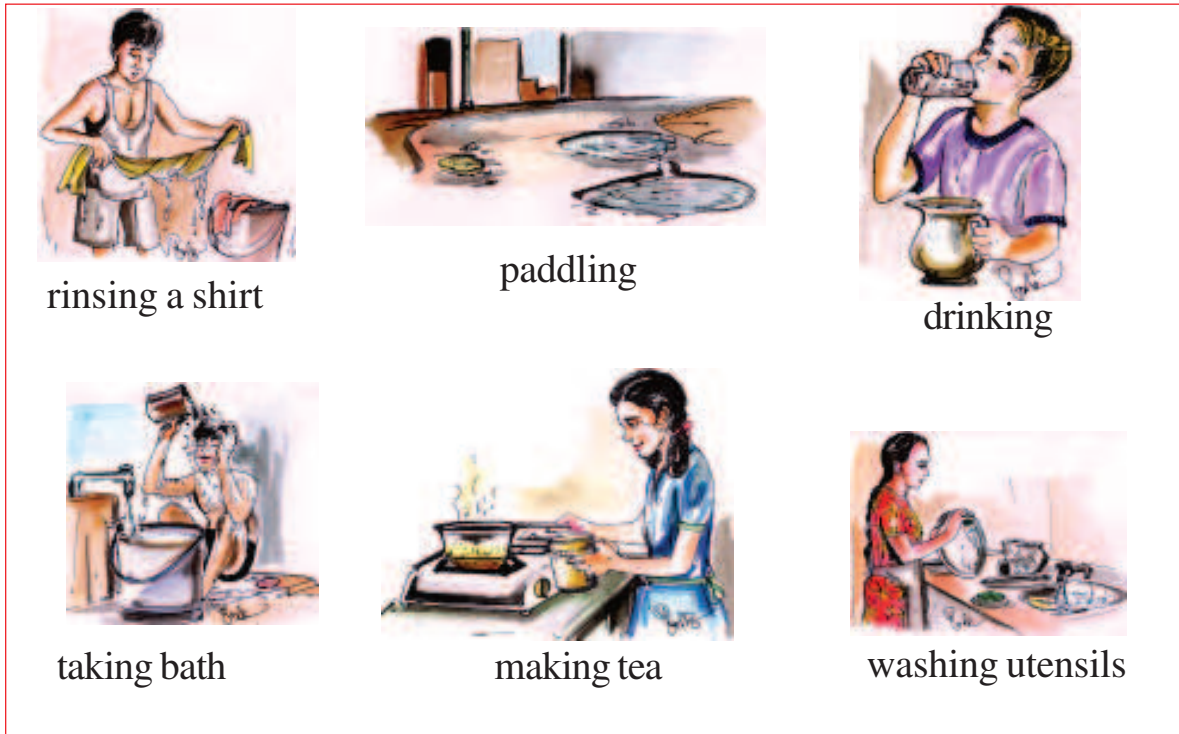 rinsing a shirt
paddling
drinking
taking bath
making tea
washing utensils